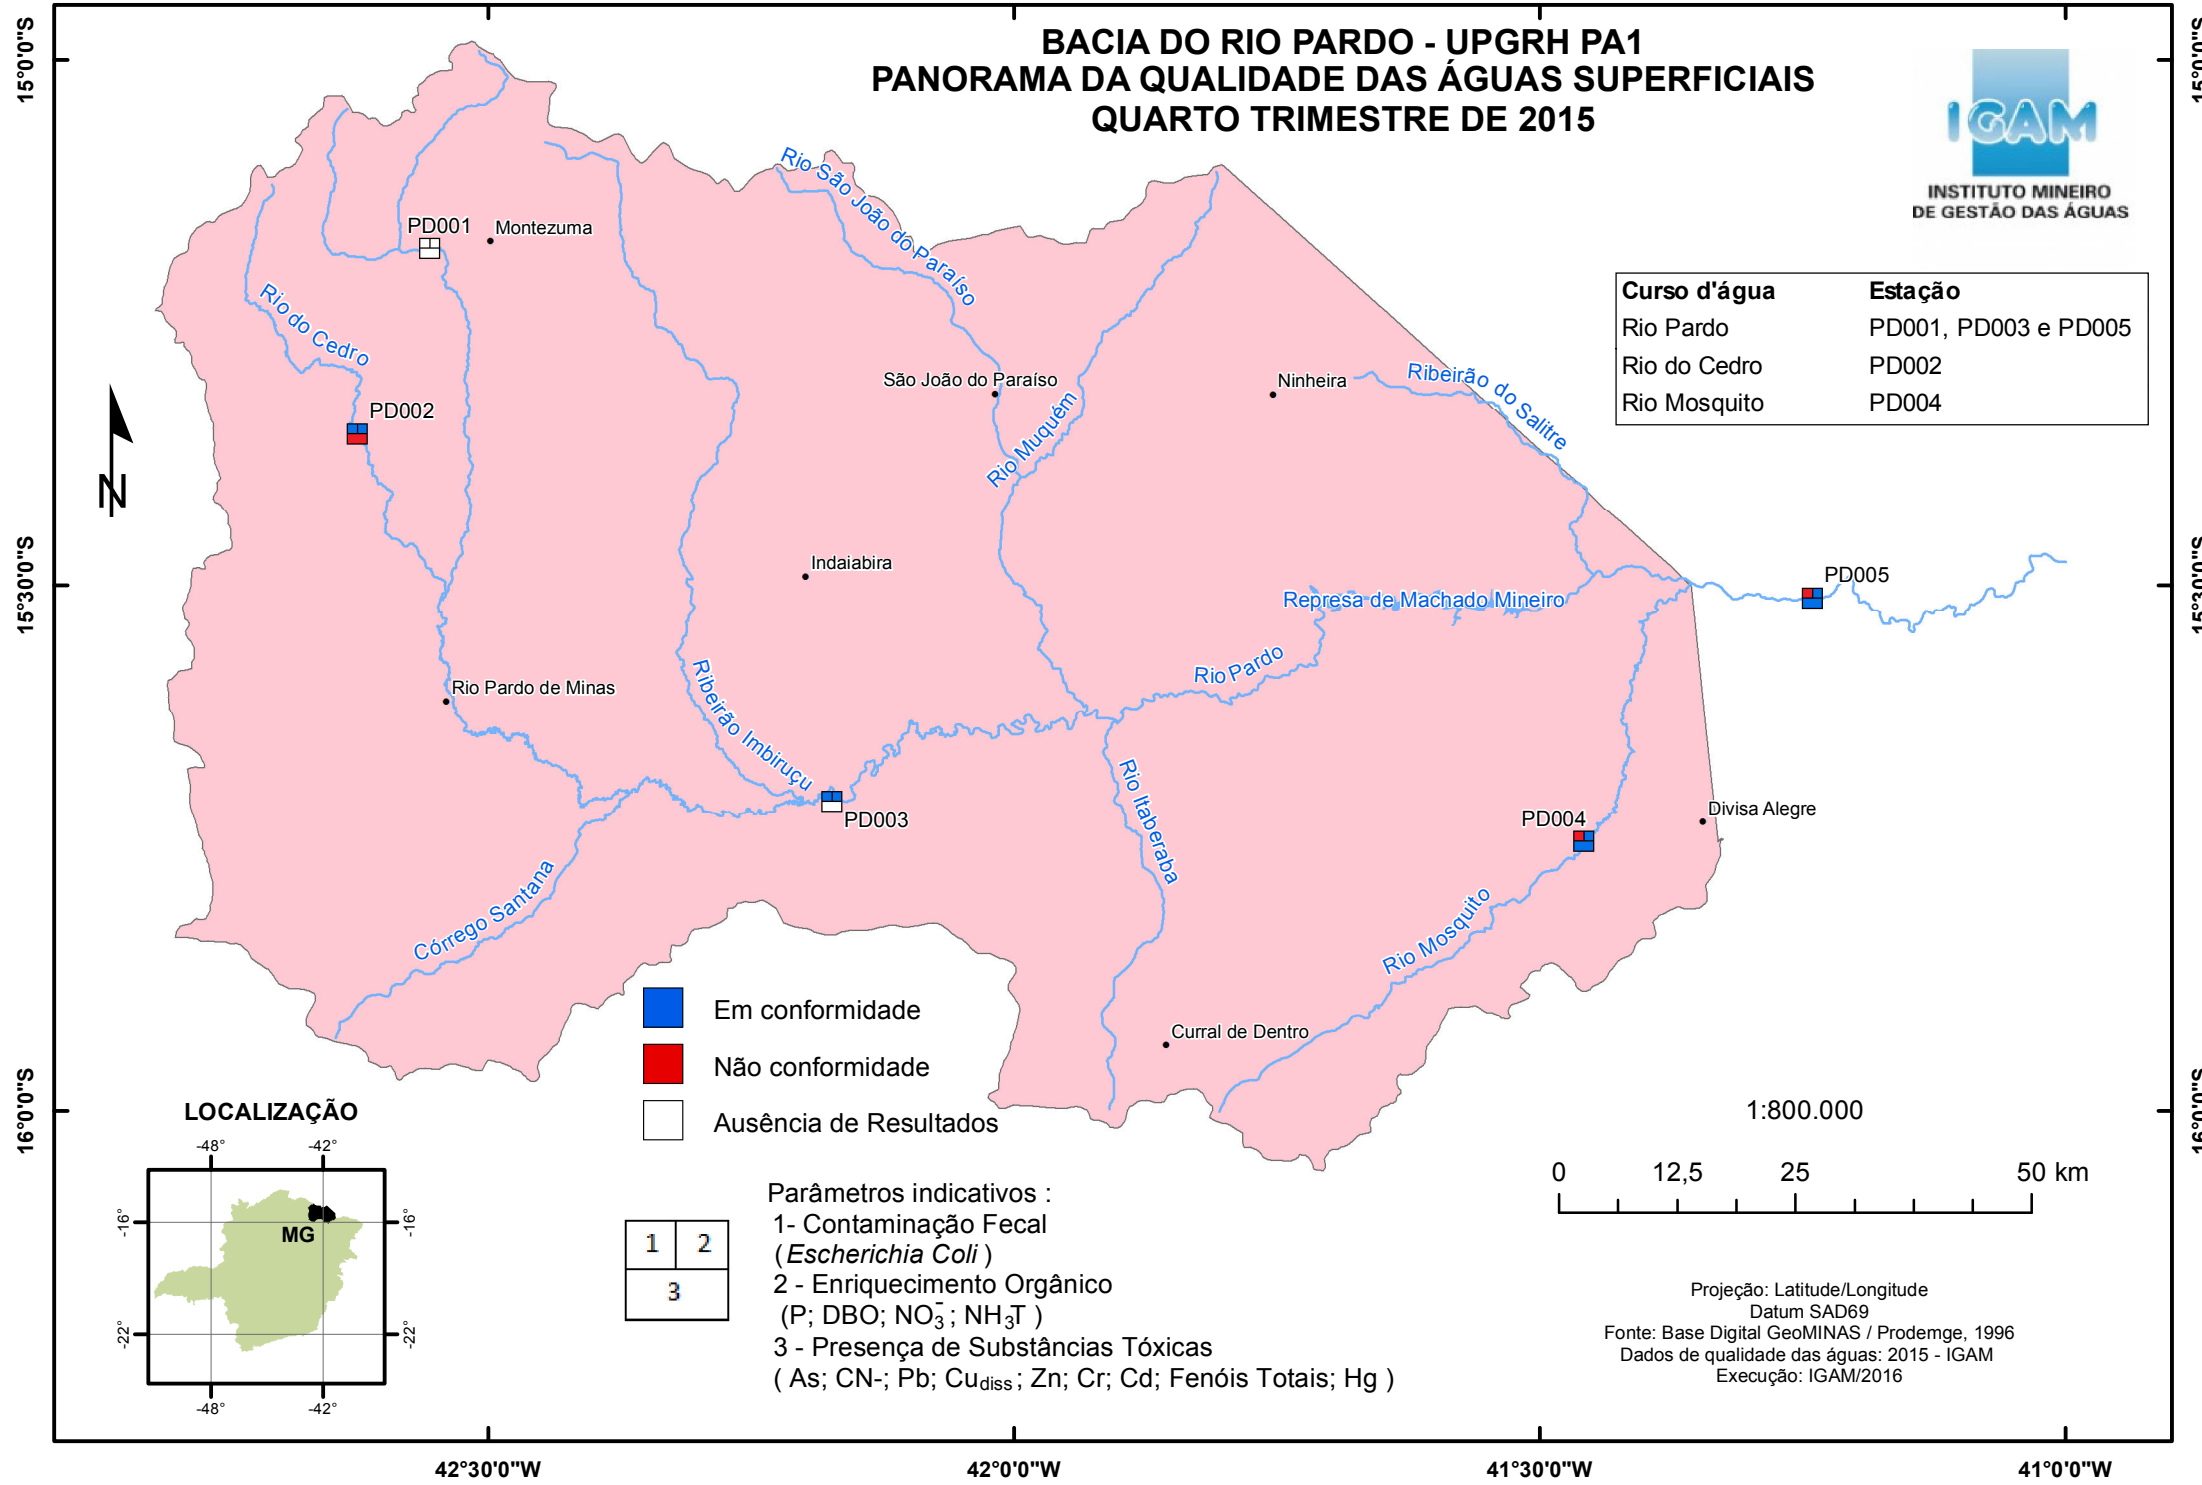 BACIA DO RIO PARDO - UPGRH PA1
PANORAMA DA QUALIDADE DAS ÁGUAS SUPERFICIAIS
QUARTO TRIMESTRE DE 2015
IGAM
INSTITUTO MINEIRO
DE GESTÃO DAS ÁGUAS
Curso d'água Estação
Rio Pardo PD001, PD003 e PD005
Rio do Cedro PD002
Rio Mosquito PD004
15°0'0"S
15°0'0"S
15°30'0"S
15°30'0"S
16°0'0"S
16°0'0"S
42°30'0"W
42°0'0"W
41°30'0"W
41°0'0"W
N
PD001
Montezuma
Rio São João do Paraíso
Rio do Cedro
PD002
São João do Paraíso
Rio Muquém
Ninheira
Ribeirão do Salitre
Indaiabira
Represa de Machado Mineiro
PD005
Rio Pardo
Rio Pardo de Minas
Ribeirão Imbiruçu
PD003
Rio Itaberaba
PD004
Divisa Alegre
Córrego Santana
Rio Mosquito
Curral de Dentro
Em conformidade
Não conformidade
Ausência de Resultados
LOCALIZAÇÃO
-48° -42°
-16° -16°
MG
-22° -22°
-48° -42°
1 2
3
Parâmetros indicativos :
1- Contaminação Fecal
(Escherichia Coli )
2 - Enriquecimento Orgânico
(P; DBO; NO₃⁻; NH₃T )
3 - Presença de Substâncias Tóxicas
( As; CN-; Pb; Cudiss; Zn; Cr; Cd; Fenóis Totais; Hg )
1:800.000
0 12,5 25 50 km
Projeção: Latitude/Longitude
Datum SAD69
Fonte: Base Digital GeoMINAS / Prodemge, 1996
Dados de qualidade das águas: 2015 - IGAM
Execução: IGAM/2016